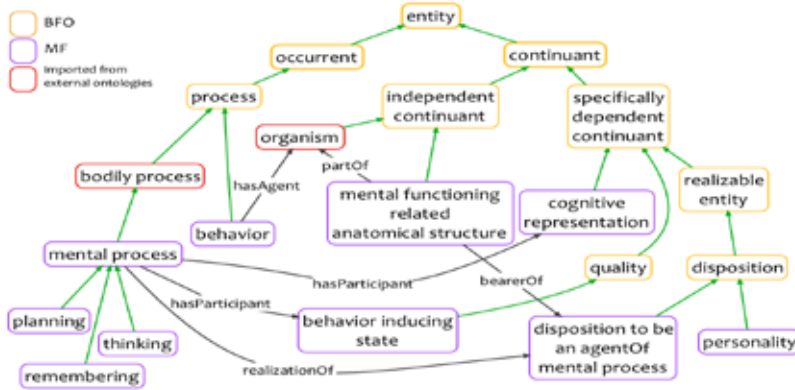 BFO
MF
Imported from
external ontologies
entity
occurrent
continuant
process
independent
continuant
specifically
dependent
continuant
organism
bodily process
hasAgent
partOf
realizable
entity
behavior
mental functioning
related
anatomical structure
cognitive
representation
mental process
hasParticipant
bearerOf
quality
disposition
hasParticipant
planning
thinking
remembering
behavior inducing
state
realizationOf
disposition to be
an agentOf
mental process
personality